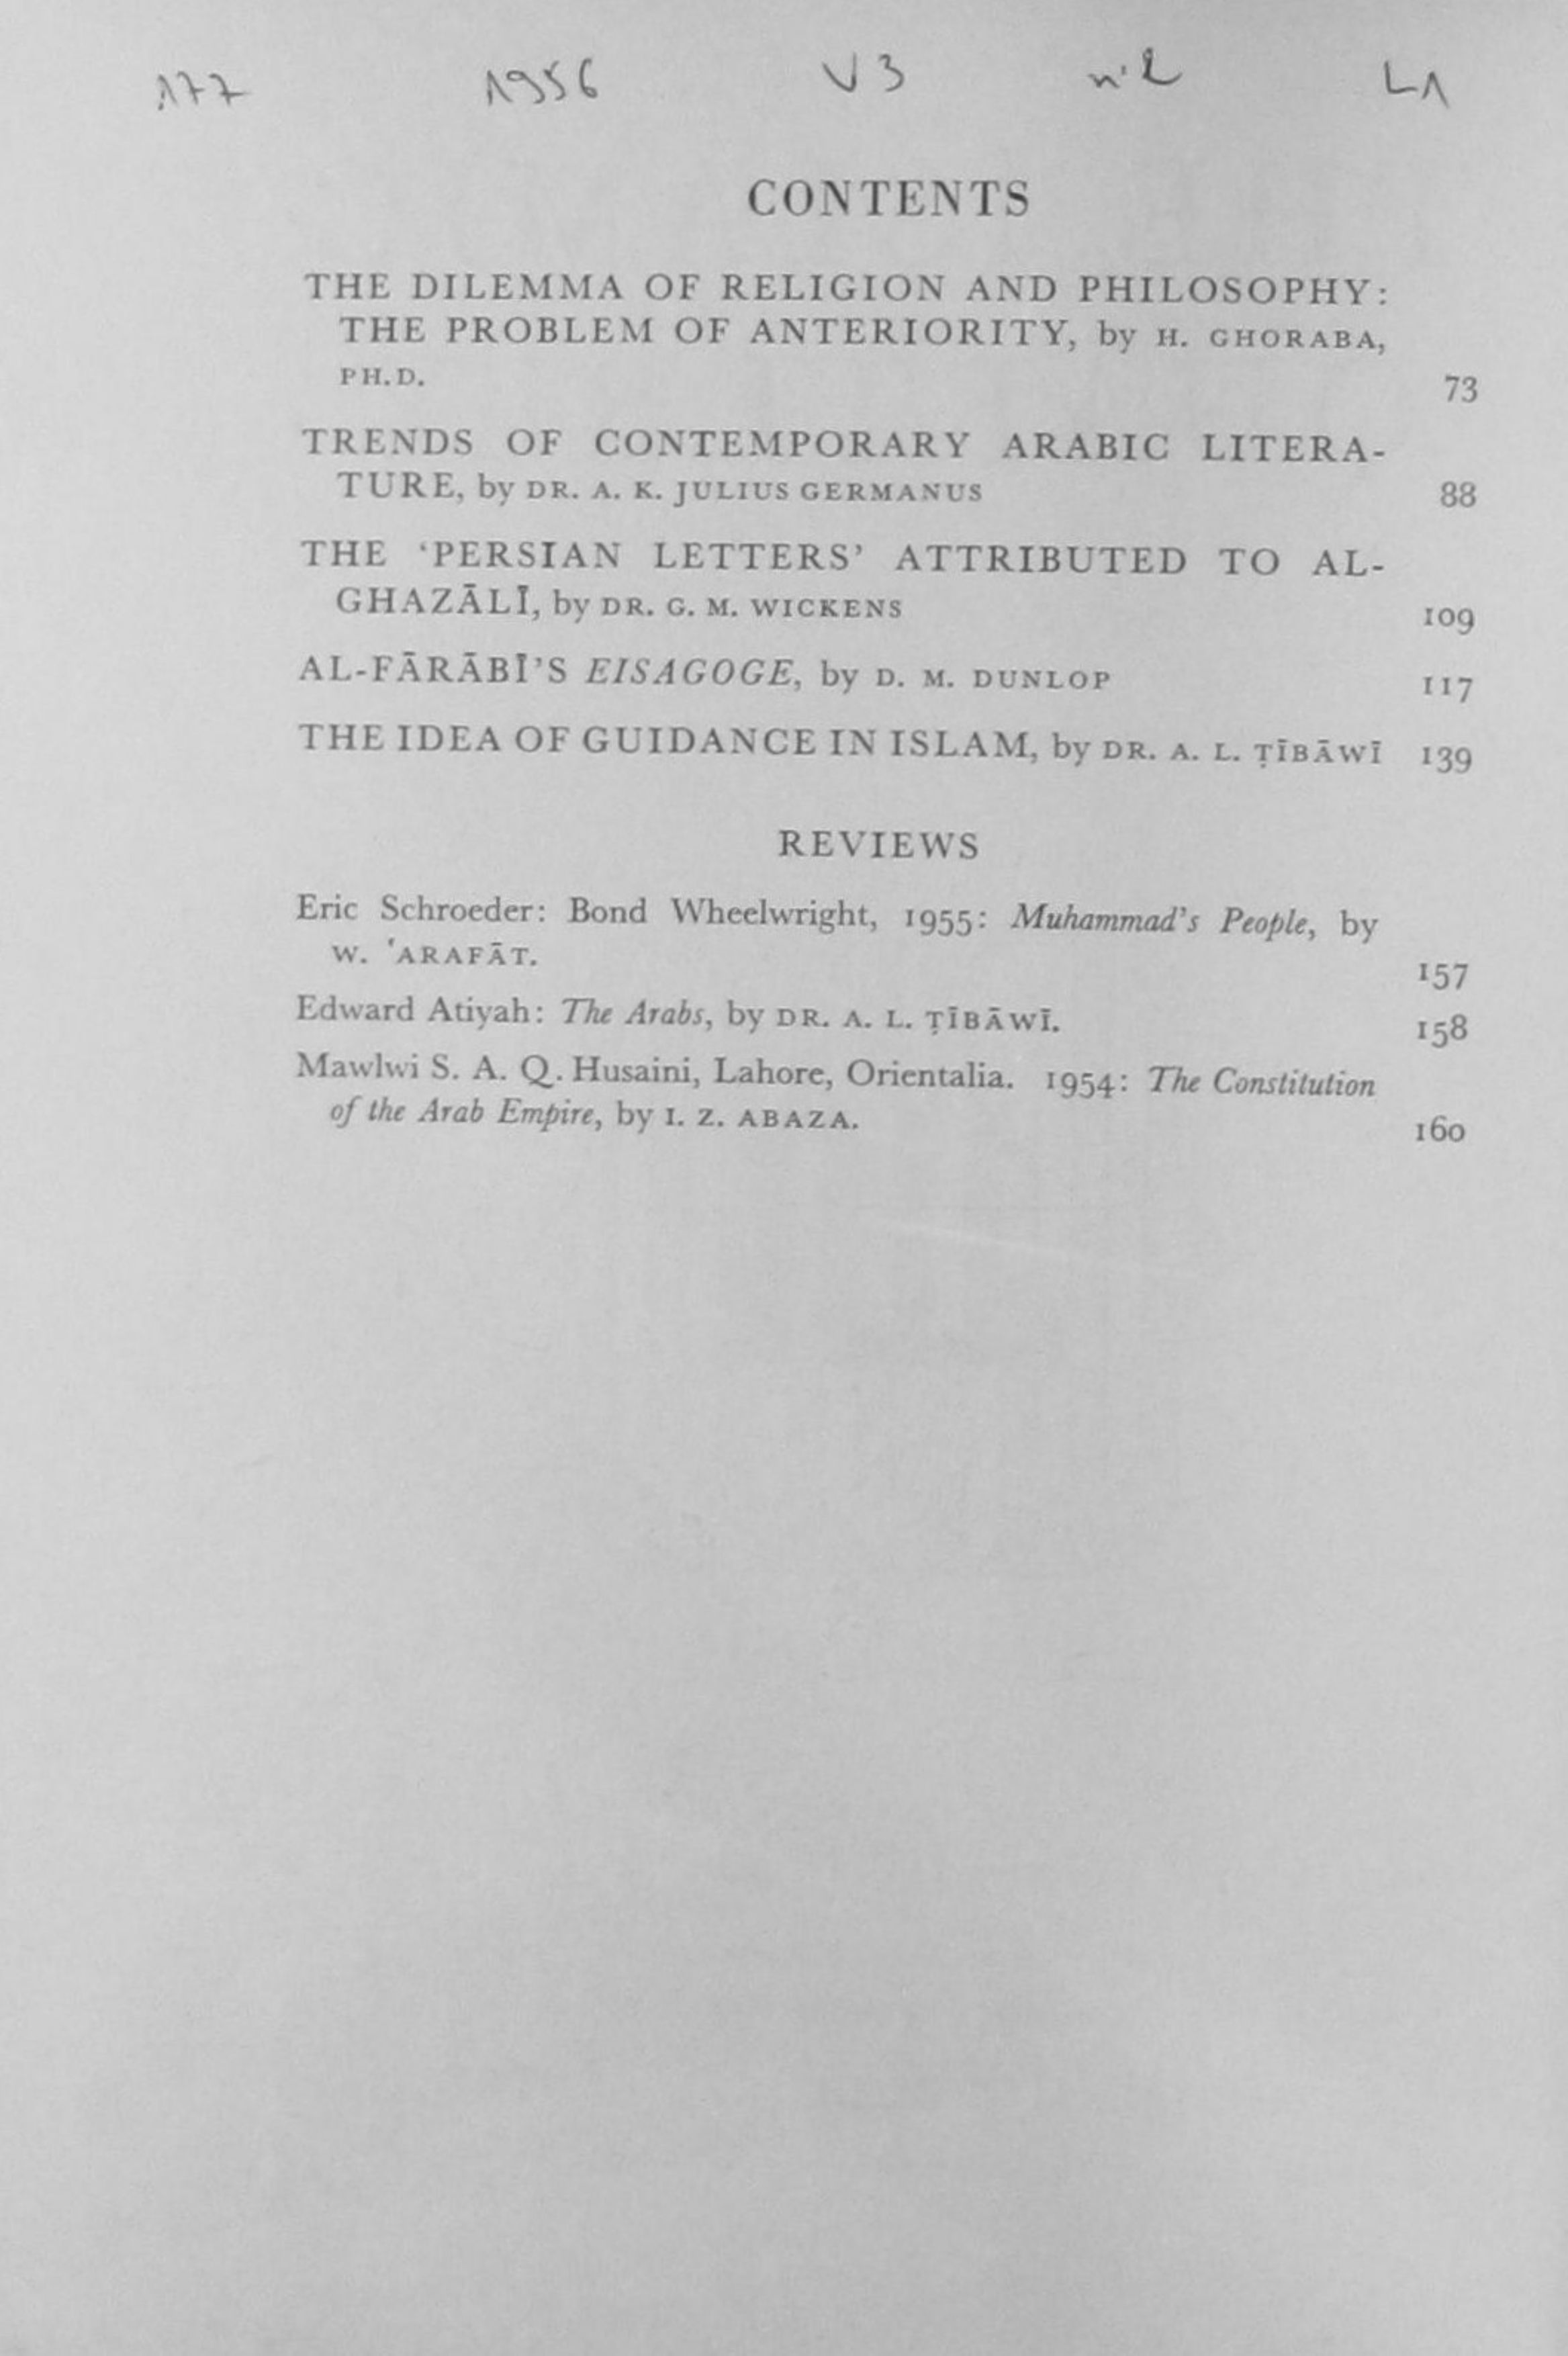 177 1956 V3 n°2 L1
CONTENTS
THE DILEMMA OF RELIGION AND PHILOSOPHY:
THE PROBLEM OF ANTERIORITY, by H. GHORABA,
PH.D. 73
TRENDS OF CONTEMPORARY ARABIC LITERA-
TURE, by DR. A. K. JULIUS GERMANUS 88
THE ‘PERSIAN LETTERS’ ATTRIBUTED TO AL-
GHAZĀLĪ, by DR. G. M. WICKENS 109
AL-FĀRĀBĪ’S EISAGOGE, by D. M. DUNLOP 117
THE IDEA OF GUIDANCE IN ISLAM, by DR. A. L. ṬĪBĀWĪ 139
REVIEWS
Eric Schroeder: Bond Wheelwright, 1955: Muhammad’s People, by
W. ‘ARAFĀT. 157
Edward Atiyah: The Arabs, by DR. A. L. ṬĪBĀWĪ. 158
Mawlwi S. A. Q. Husaini, Lahore, Orientalia. 1954: The Constitution
of the Arab Empire, by I. Z. ABAZA. 160